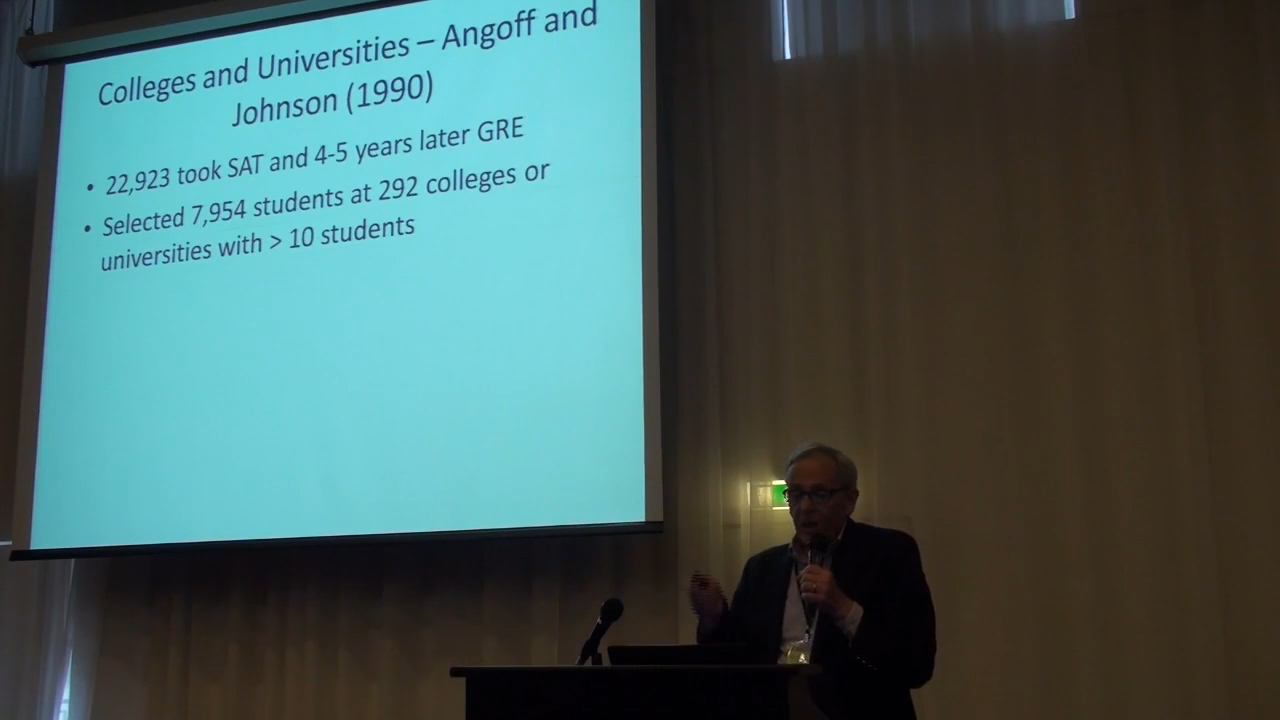 Colleges and Universities – Angoff and
Johnson (1990)
• 22,923 took SAT and 4-5 years later GRE
• Selected 7,954 students at 292 colleges or
universities with > 10 students